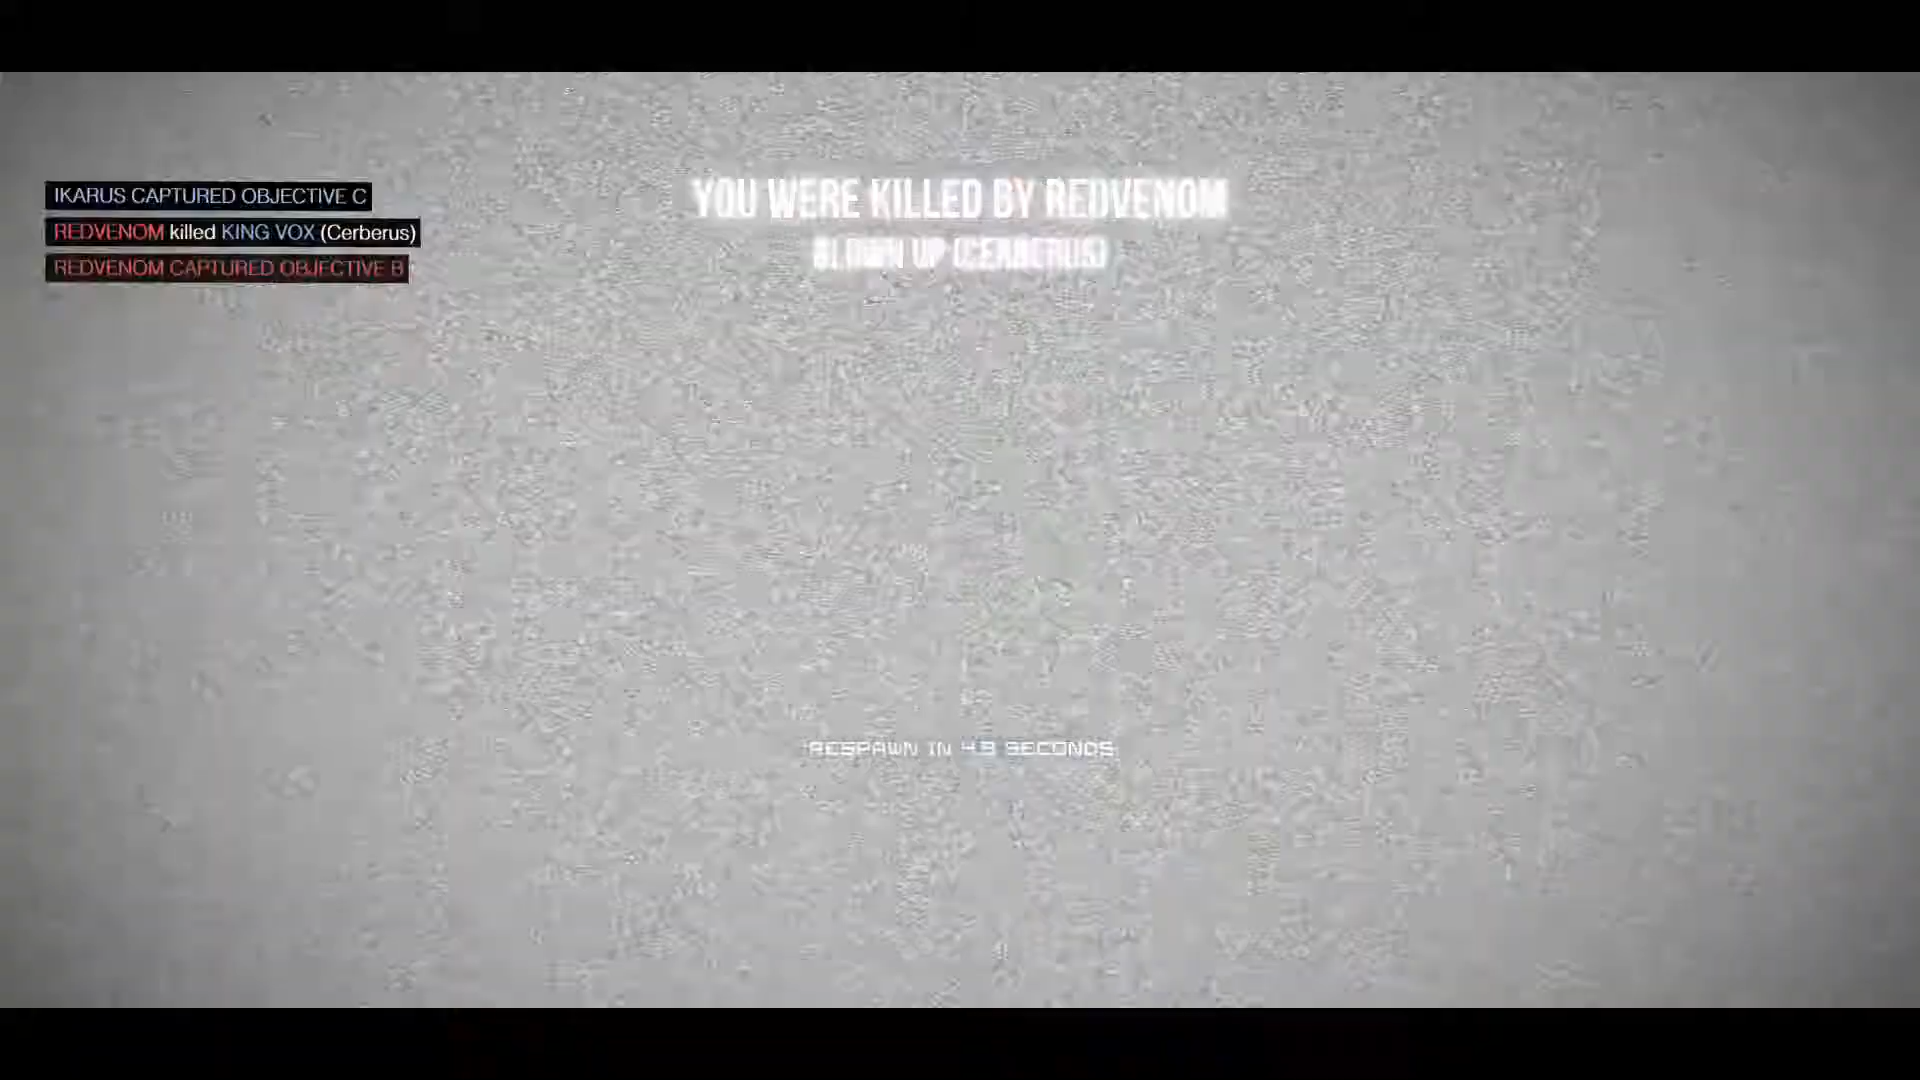 IKARUS CAPTURED OBJECTIVE C
REDVENOM killed KING VOX (Cerberus)
REDVENOM CAPTURED OBJECTIVE B
YOU WERE KILLED BY REDVENOM
BLOWN UP (CERBERUS)
RESPAWN IN 4.9 SECONDS